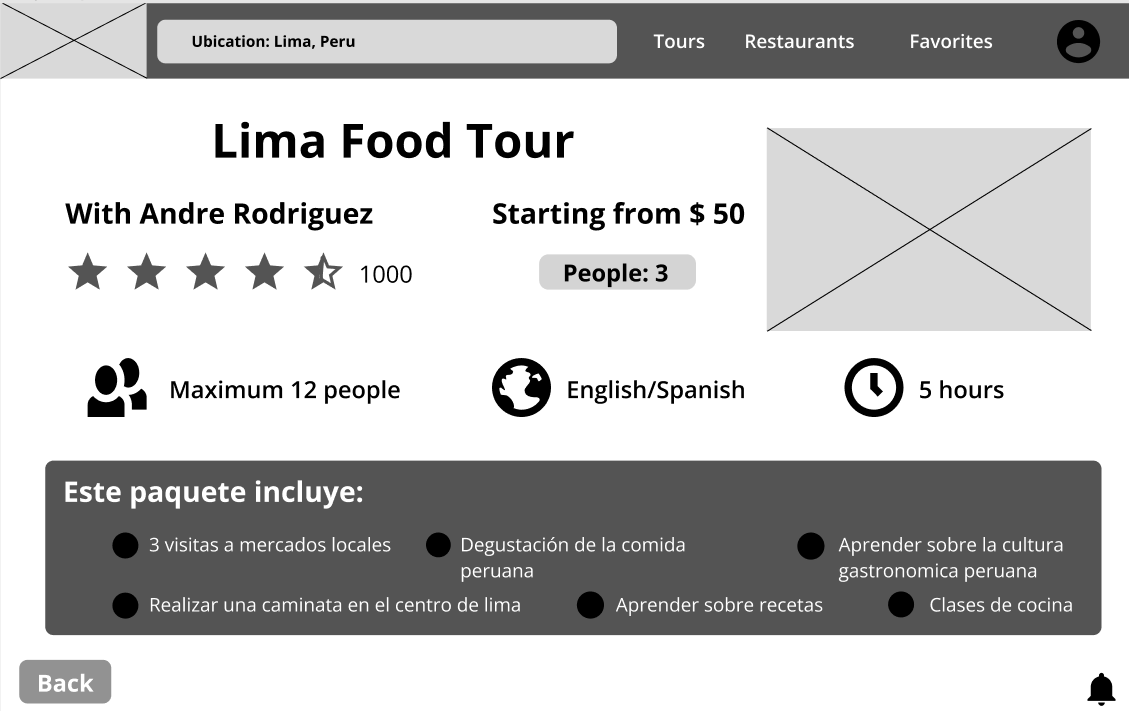 Ubication: Lima, Peru
Tours
Restaurants
Favorites
Lima Food Tour
With Andre Rodriguez
Starting from $ 50
1000
People: 3
Maximum 12 people
English/Spanish
5 hours
Este paquete incluye:
3 visitas a mercados locales
Degustación de la comida
peruana
Aprender sobre la cultura
gastronomica peruana
Realizar una caminata en el centro de lima
Aprender sobre recetas
Clases de cocina
Back